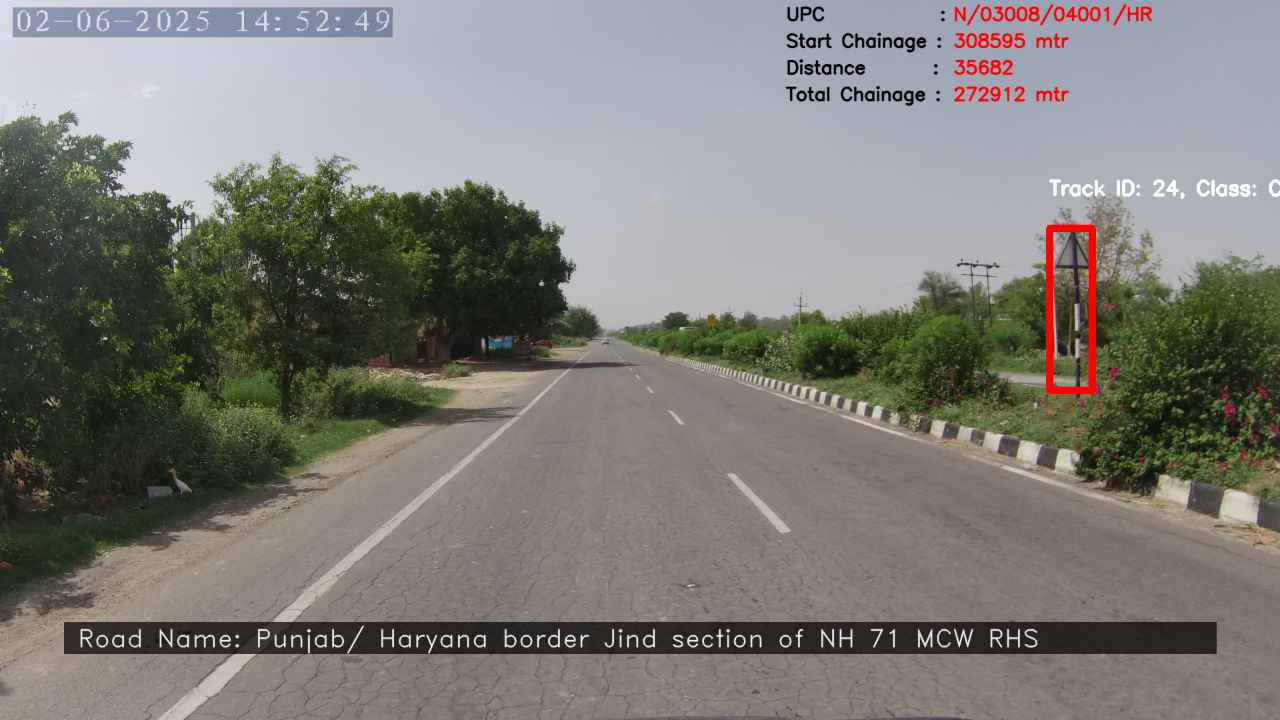 02-06-2025 14:52:49
UPC : N/03008/04001/HR
Start Chainage : 308595 mtr
Distance : 35682
Total Chainage : 272912 mtr
Track ID: 24, Class: C
Road Name: Punjab/ Haryana border Jind section of NH 71 MCW RHS